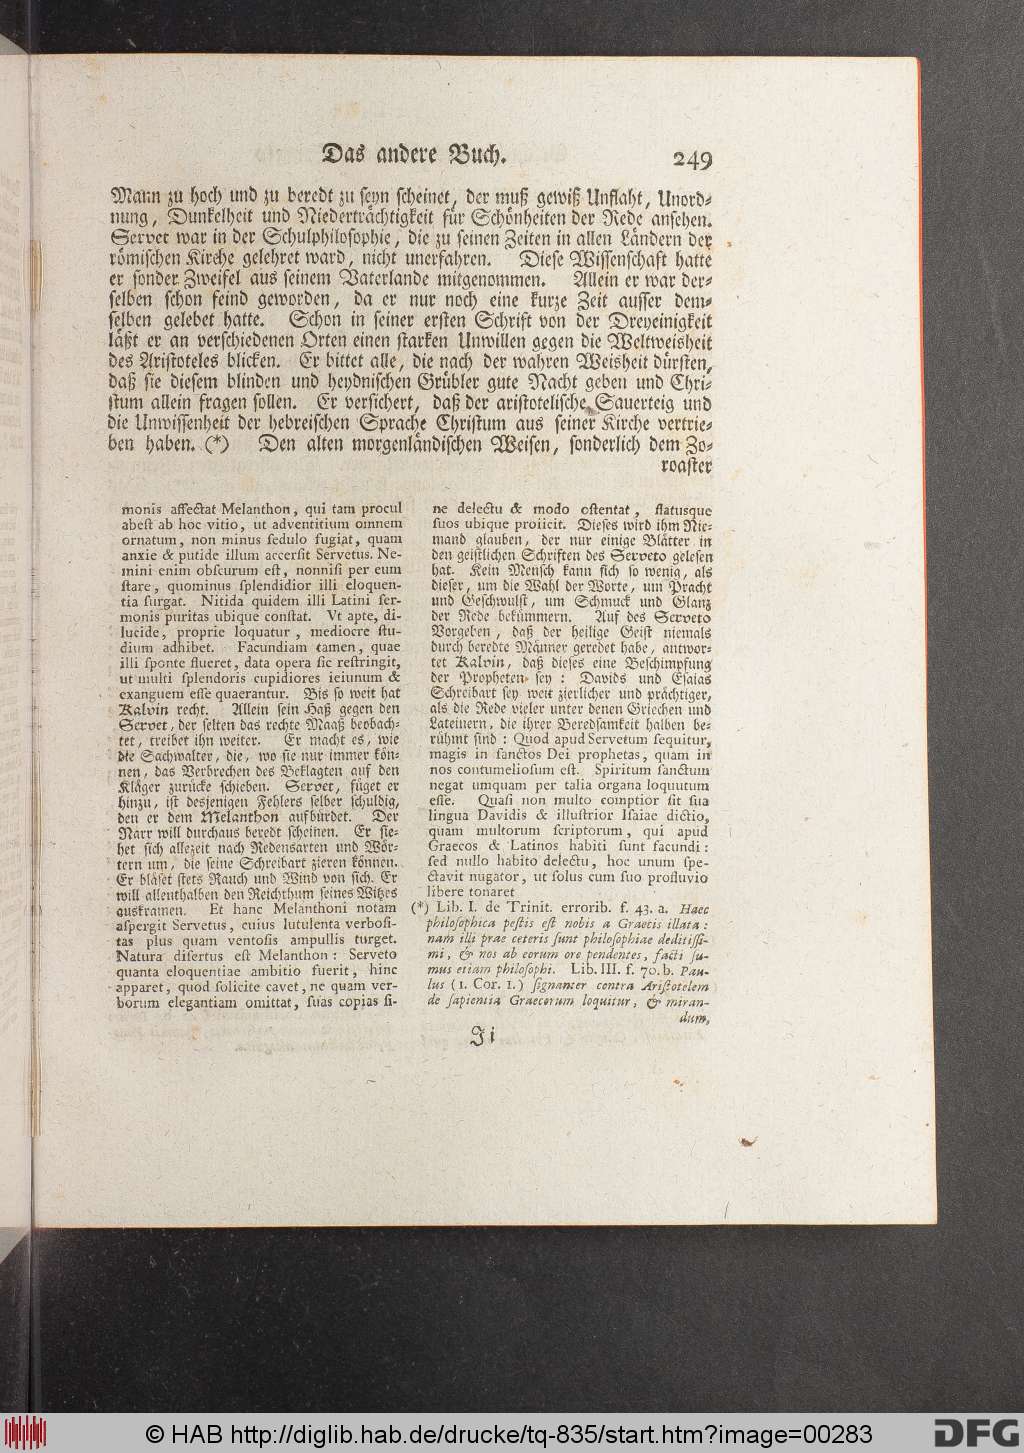 Das andere Buch. 249
Mann zu hoch und zu beredt zu seyn scheinet, der muß gewiß Unflaht, Unord-
nung, Dunkelheit und Niederträchtigkeit für Schönheiten der Rede ansehen.
Servet war in der Schulphilosophie, die zu seinen Zeiten in allen Ländern der
römischen Kirche gelehret ward, nicht unerfahren. Diese Wissenschaft hatte
er sonder Zweifel aus seinem Vaterlande mitgenommen. Allein er war der-
selben schon feind geworden, da er nur noch eine kurze Zeit ausser dem-
selben gelebet hatte. Schon in seiner ersten Schrift von der Dreyeinigkeit
läßt er an verschiedenen Orten einen starken Unwillen gegen die Weltweisheit
des Aristoteles blicken. Er bittet alle, die nach der wahren Weisheit dürsten,
daß sie diesem blinden und heydnischen Grübler gute Nacht geben und Chri-
stum allein fragen sollen. Er versichert, daß der aristotelische Sauerteig und
die Unwissenheit der hebreischen Sprache Christum aus seiner Kirche vertrie-
ben haben. (*) Den alten morgenländischen Weisen, sonderlich dem Zo-
roaster
monis affectat Melanthon, qui tam procul
abest ab hoc vitio, ut adventitium omnem
ornatum, non minus sedulo fugiat, quam
anxie & putide illum accersit Servetus. Ne-
mini enim obscurum est, nonnisi per eum
stare, quominus splendidior illi eloquen-
tia surgat. Nitida quidem illi Latini ser-
monis puritas ubique constat. Vt apte, di-
lucide, proprie loquatur, mediocre stu-
dium adhibet. Facundiam tamen, quae
illi sponte flueret, data opera sic restringit,
ut multi splendoris cupidiores ieiunum &
exanguem esse quaerantur. Bis so weit hat
Kalvin recht. Allein sein Haß gegen den
Servet, der selten das rechte Maaß beobach-
tet, treibet ihn weiter. Er macht es, wie
die Sachwalter, die, wo sie nur immer kön-
nen, das Verbrechen des Beklagten auf den
Kläger zurücke schieben. Servet, füget er
hinzu, ist desjenigen Fehlers selber schuldig,
den er dem Melanthon aufbürdet. Der
Narr will durchaus beredt scheinen. Er sie-
het sich allezeit nach Redensarten und Wör-
tern um, die seine Schreibart zieren können.
Er bläset stets Rauch und Wind von sich. Er
will allenthalben den Reichthum seines Witzes
auskramen. Et hanc Melanthoni notam
aspergit Servetus, cuius lutulenta verbosi-
tas plus quam ventosis ampullis turget.
Natura disertus est Melanthon : Serveto
quanta eloquentiae ambitio fuerit, hinc
apparet, quod solicite cavet, ne quam ver-
borum elegantiam omittat, suas copias si-
ne delectu & modo ostentat, flatusque
suos ubique proiicit. Dieses wird ihm Nie-
mand glauben, der nur einige Blätter in
den geistlichen Schriften des Serveto gelesen
hat. Kein Mensch kann sich so wenig, als
dieser, um die Wahl der Worte, um Pracht
und Geschwulst, um Schmuck und Glanz
der Rede bekümmern. Auf des Serveto
Vorgeben, daß der heilige Geist niemals
durch beredte Männer geredet habe, antwor-
tet Kalvin, daß dieses eine Beschimpfung
der Propheten sey : Davids und Esaias
Schreibart sey weit zierlicher und prächtiger,
als die Rede vieler unter denen Griechen und
Lateinern, die ihrer Beredsamkeit halben be-
rühmt sind : Quod apud Servetum sequitur,
magis in sanctos Dei prophetas, quam in
nos contumeliosum est. Spiritum sanctum
negat umquam per talia organa loquutum
esse. Quasi non multo comptior sit sua
lingua Davidis & illustrior Isaiae dictio,
quam multorum scriptorum, qui apud
Graecos & Latinos habiti sunt facundi :
sed nullo habito delectu, hoc unum spe-
ctavit nugator, ut solus cum suo profluvio
libere tonaret
(*) Lib. I. de Trinit. errorib. f. 43. a. Haec
philosophica pestis est nobis a Graecis illata :
nam illi prae ceteris sunt philosophiae deditissi-
mi, & nos ab eorum ore pendentes, facti su-
mus etiam philosophi. Lib. III. f. 70. b. Pau-
lus (1. Cor. I.) signanter contra Aristotelem
de sapientia Graecorum loquitur, & miran-
dum,
Ji
© HAB http://diglib.hab.de/drucke/tq-835/start.htm?image=00283
DFG